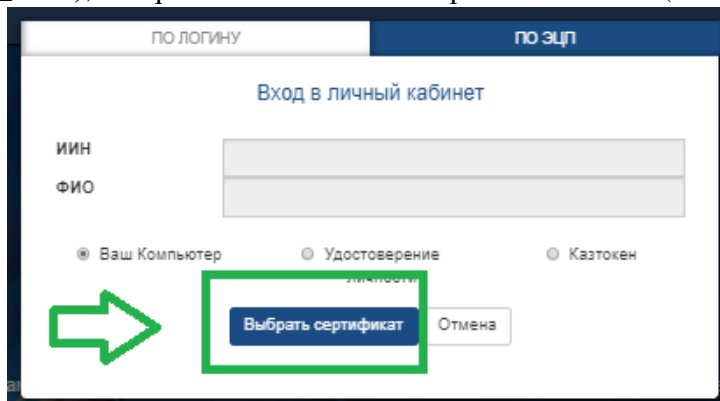 ПО ЛОГИНУ ПО ЭЦП
Вход в личный кабинет
ИИН
ФИО
Ваш Компьютер Удостоверение Казтокен
личности
Выбрать сертификат Отмена